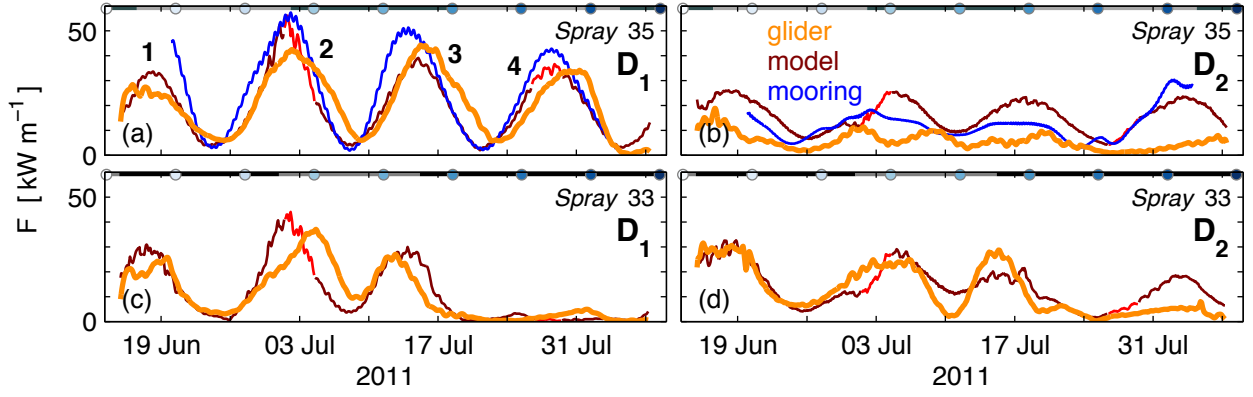 50
0
F [ kW m⁻¹ ]
Spray 35
D1
1
2
3
4
(a)
Spray 35
D2
glider
model
mooring
(b)
50
0
Spray 33
D1
(c)
Spray 33
D2
(d)
19 Jun 03 Jul 17 Jul 31 Jul
2011
19 Jun 03 Jul 17 Jul 31 Jul
2011